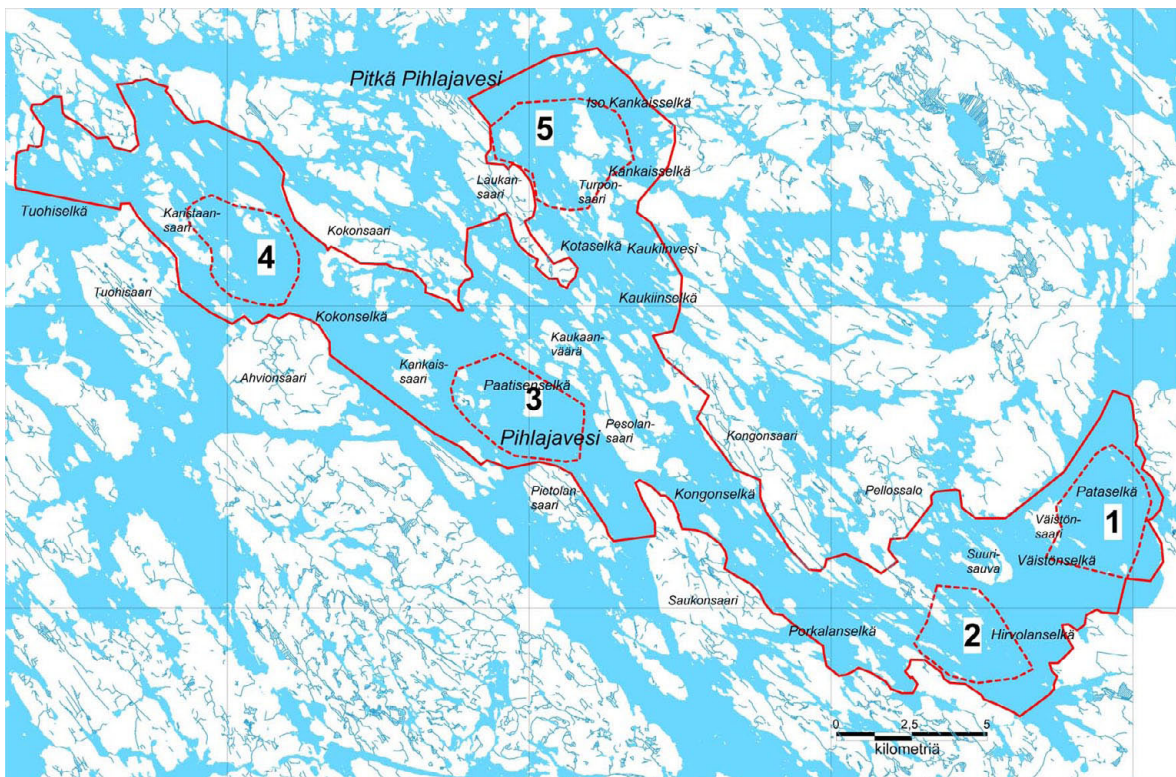 Pitkä Pihlajavesi
Iso Kankaisselkä
5
Kankaisselkä
Laukan-
saari
Turpon-
saari
Tuohiselkä
Karistaan-
saari
Kokonsaari
Kotaselkä
Kaukiinvesi
4
Tuohisaari
Kaukiinselkä
Kokonselkä
Kaukaan-
väärä
Kankais-
saari
Ahvionsaari
Paatisenselkä
3
Pihlajavesi
Pesolan-
saari
Kongonsaari
Pietolan-
saari
Kongonselkä
Pellossalo
Pataselkä
1
Väistön-
saari
Suuri-
sauva
Väistönselkä
Saukonsaari
Porkalanselkä
2
Hirvolanselkä
0 2,5 5
kilometriä